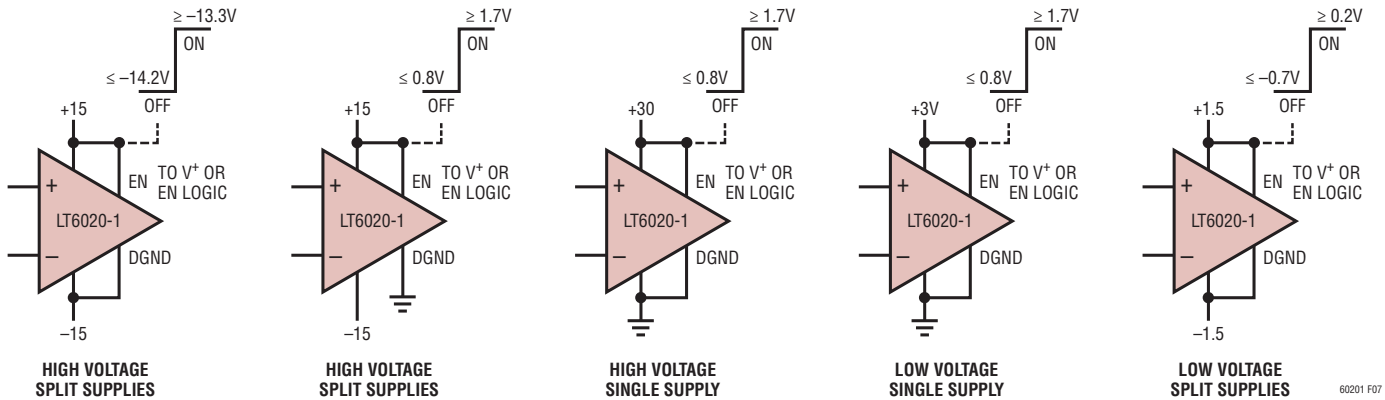 ≥ –13.3V
ON
≤ –14.2V
OFF
+15
+
–
LT6020-1
EN
TO V+ OR
EN LOGIC
DGND
–15
HIGH VOLTAGE
SPLIT SUPPLIES
≥ 1.7V
ON
≤ 0.8V
OFF
+15
+
–
LT6020-1
EN
TO V+ OR
EN LOGIC
DGND
–15
HIGH VOLTAGE
SPLIT SUPPLIES
≥ 1.7V
ON
≤ 0.8V
OFF
+30
+
–
LT6020-1
EN
TO V+ OR
EN LOGIC
DGND
HIGH VOLTAGE
SINGLE SUPPLY
≥ 1.7V
ON
≤ 0.8V
OFF
+3V
+
–
LT6020-1
EN
TO V+ OR
EN LOGIC
DGND
LOW VOLTAGE
SINGLE SUPPLY
≥ 0.2V
ON
≤ –0.7V
OFF
+1.5
+
–
LT6020-1
EN
TO V+ OR
EN LOGIC
DGND
–1.5
LOW VOLTAGE
SPLIT SUPPLIES
60201 F07